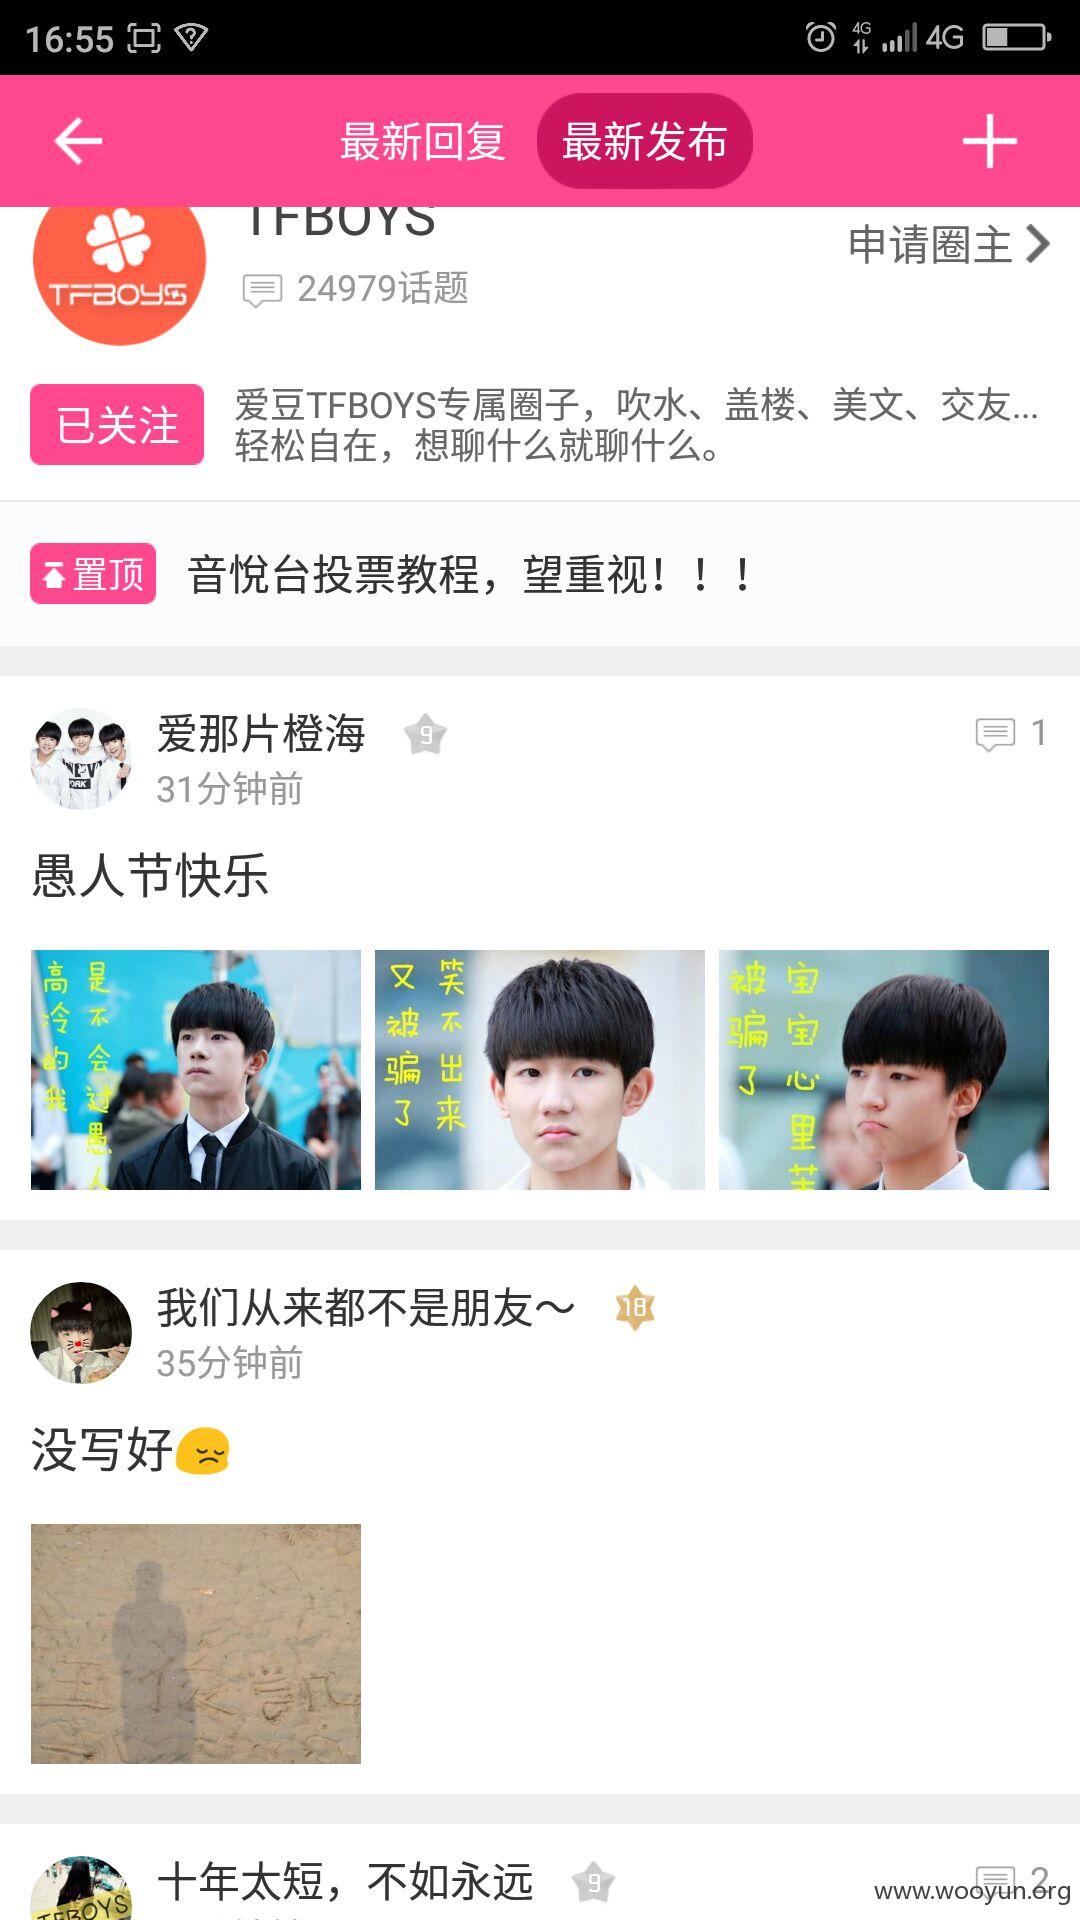 16:55
4G
4G
最新回复
最新发布
TFBOYS
申请圈主
24979话题
TFBOYS
已关注
爱豆TFBOYS专属圈子，吹水、盖楼、美文、交友...
轻松自在，想聊什么就聊什么。
置顶
音悦台投票教程，望重视！！！
爱那片橙海
9
1
31分钟前
愚人节快乐
高冷的我
是不会过愚人
又被骗了
笑不出来
被骗了
宝宝心里苦
我们从来都不是朋友～
18
35分钟前
没写好
十年太短，不如永远
9
2
TFBOYS
www.wooyun.org